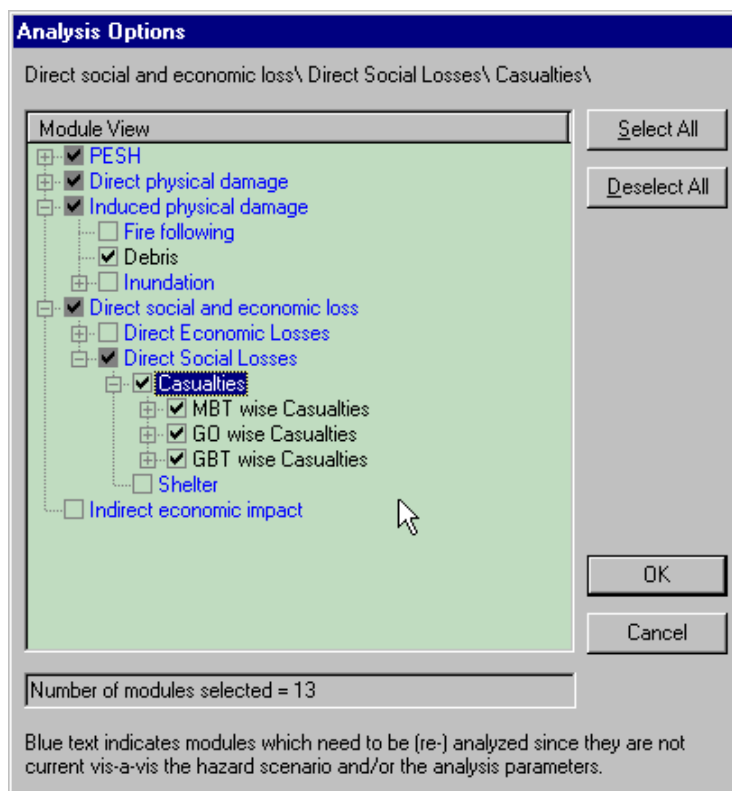 Analysis Options
Direct social and economic loss\ Direct Social Losses\ Casualties\
Module View
PESH
Direct physical damage
Induced physical damage
Fire following
Debris
Inundation
Direct social and economic loss
Direct Economic Losses
Direct Social Losses
Casualties
MBT wise Casualties
GO wise Casualties
GBT wise Casualties
Shelter
Indirect economic impact
Select All
Deselect All
OK
Cancel
Number of modules selected = 13
Blue text indicates modules which need to be (re-) analyzed since they are not
current vis-a-vis the hazard scenario and/or the analysis parameters.